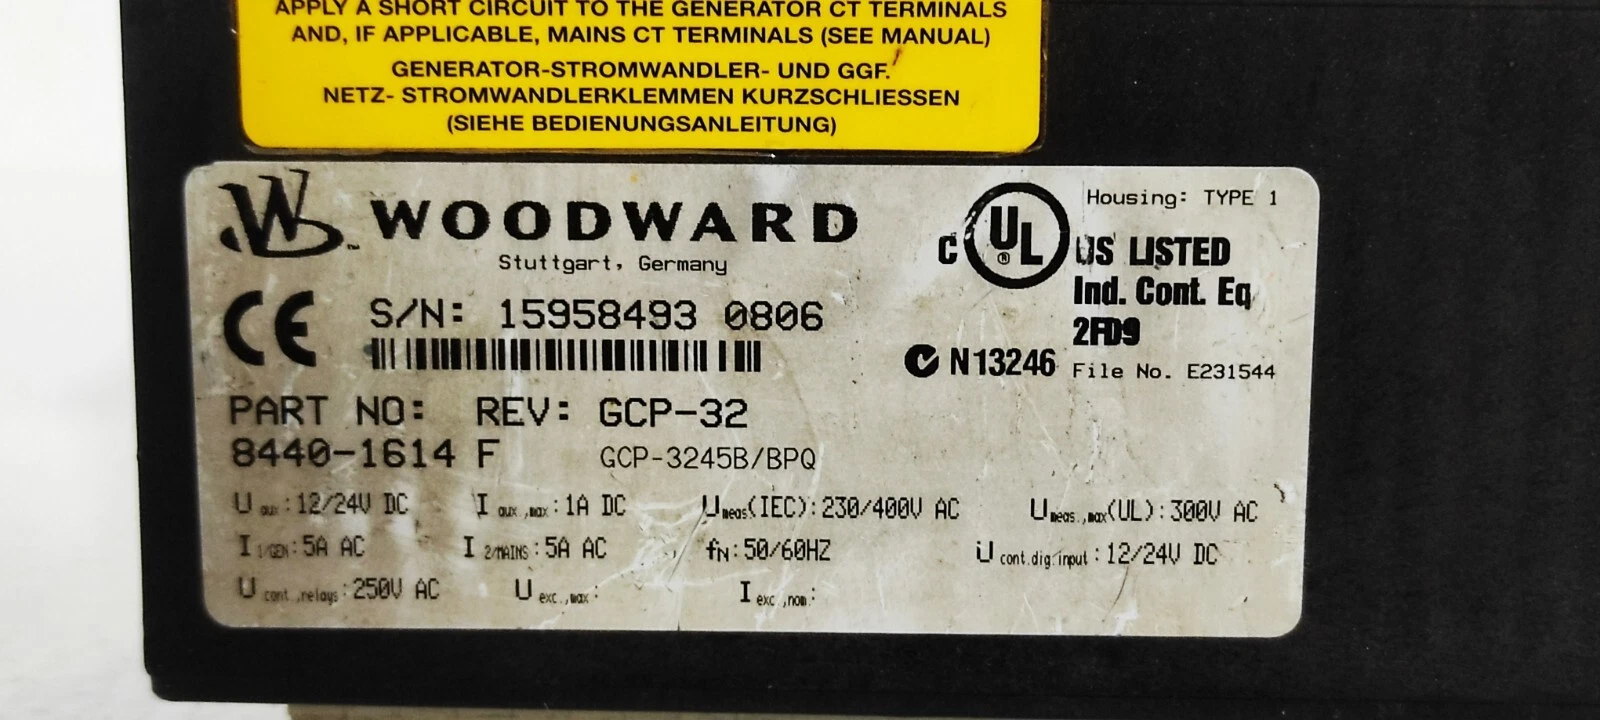 APPLY A SHORT CIRCUIT TO THE GENERATOR CT TERMINALS
AND, IF APPLICABLE, MAINS CT TERMINALS (SEE MANUAL)
GENERATOR-STROMWANDLER- UND GGF.
NETZ- STROMWANDLERKLEMMEN KURZSCHLIESSEN
(SIEHE BEDIENUNGSANLEITUNG)
W ™ WOODWARD
Stuttgart, Germany
Housing: TYPE 1
C UL ® US LISTED
Ind. Cont. Eq
2FD9
CE S/N: 15958493 0806
N13246 File No. E231544
PART NO: REV: GCP-32
8440-1614 F GCP-3245B/BPQ
U aux: 12/24V DC I aux.,max: 1A DC Umeas(IEC): 230/400V AC Umeas.,max(UL): 300V AC
I 1/GEN: 5A AC I 2/MAINS: 5A AC fN: 50/60HZ U cont.dig.input: 12/24V DC
U cont.,relays: 250V AC U exc.,max: I exc.,nom: